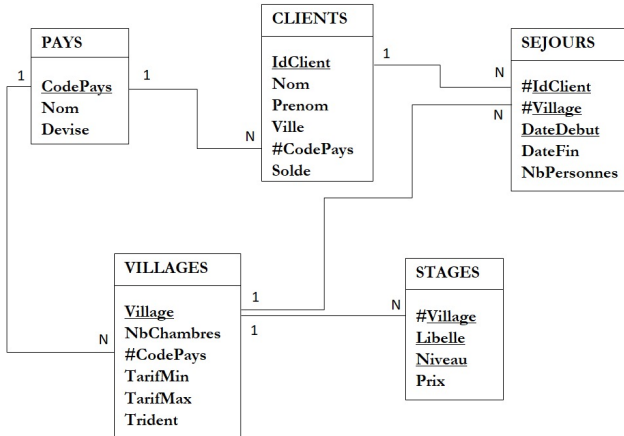 PAYS
CodePays
Nom
Devise
1
1
CLIENTS
IdClient
Nom
Prenom
Ville
#CodePays
Solde
1
N
SEJOURS
#IdClient
#Village
DateDebut
DateFin
NbPersonnes
N
N
VILLAGES
Village
NbChambres
#CodePays
TarifMin
TarifMax
Trident
N
1
1
STAGES
#Village
Libelle
Niveau
Prix
N